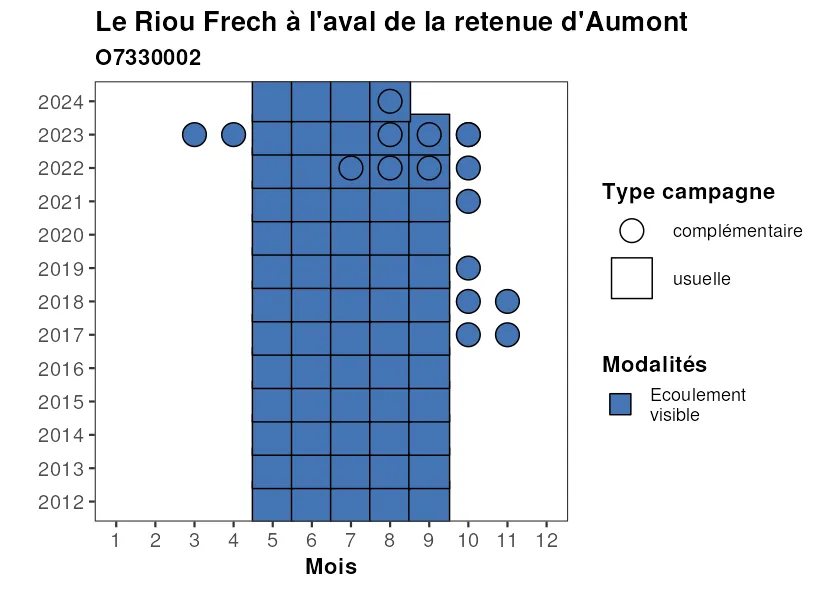 Le Riou Frech à l'aval de la retenue d'Aumont
O7330002
2024
2023
2022
2021
2020
2019
2018
2017
2016
2015
2014
2013
2012
1 2 3 4 5 6 7 8 9 10 11 12
Mois
Type campagne
complémentaire
usuelle
Modalités
Ecoulement
visible